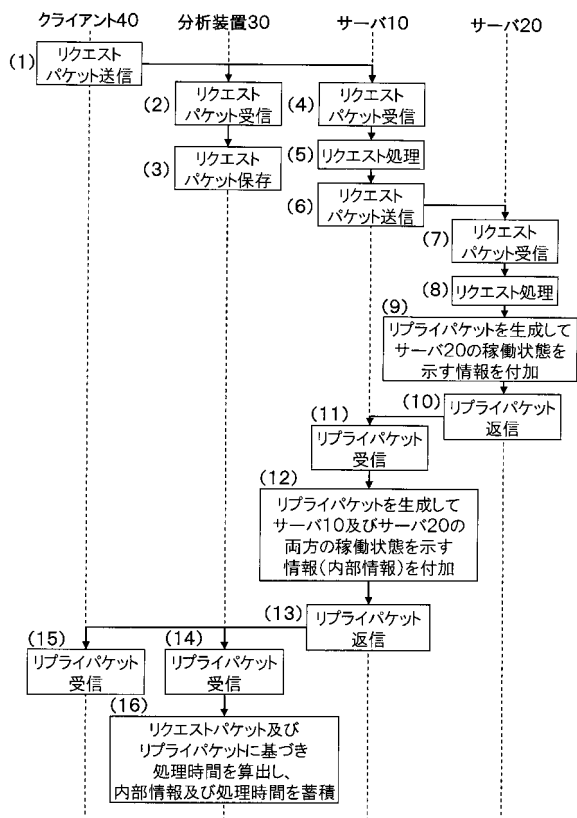 クライアント40
分析装置30
サーバ10
サーバ20
(1)
リクエスト
パケット送信
(2)
リクエスト
パケット受信
(4)
リクエスト
パケット受信
(3)
リクエスト
パケット保存
(5)
リクエスト処理
(6)
リクエスト
パケット送信
(7)
リクエスト
パケット受信
(8)
リクエスト処理
(9)
リプライパケットを生成して
サーバ20の稼働状態を
示す情報を付加
(10)
リプライパケット
返信
(11)
リプライパケット
受信
(12)
リプライパケットを生成して
サーバ10及びサーバ20の
両方の稼働状態を示す
情報(内部情報)を付加
(13)
リプライパケット
返信
(15)
リプライパケット
受信
(14)
リプライパケット
受信
(16)
リクエストパケット及び
リプライパケットに基づき
処理時間を算出し、
内部情報及び処理時間を蓄積